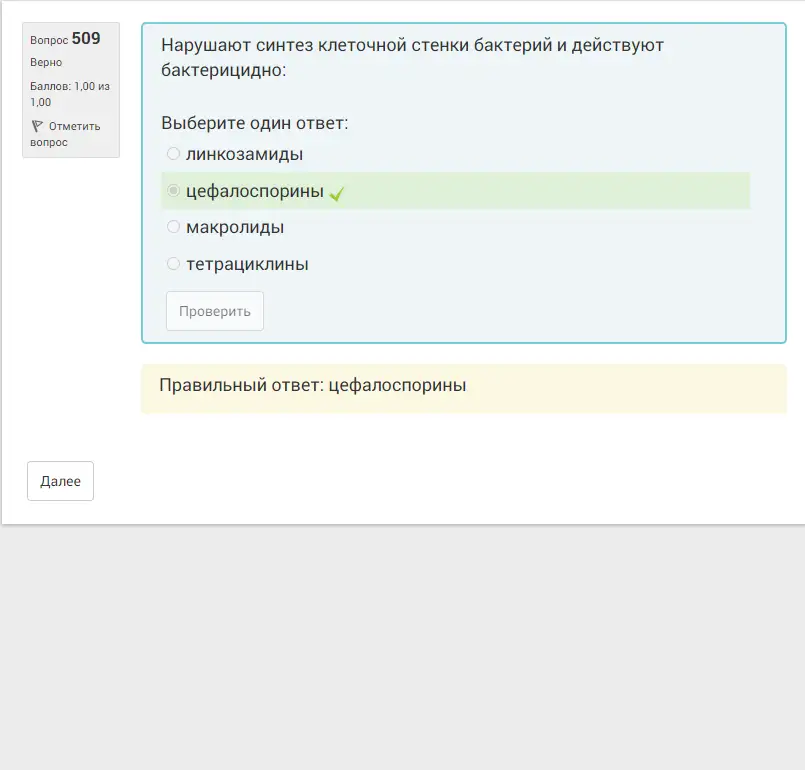 Вопрос 509
Верно
Баллов: 1,00 из
1,00
Отметить
вопрос
Нарушают синтез клеточной стенки бактерий и действуют
бактерицидно:
Выберите один ответ:
линкозамиды
цефалоспорины
макролиды
тетрациклины
Проверить
Правильный ответ: цефалоспорины
Далее